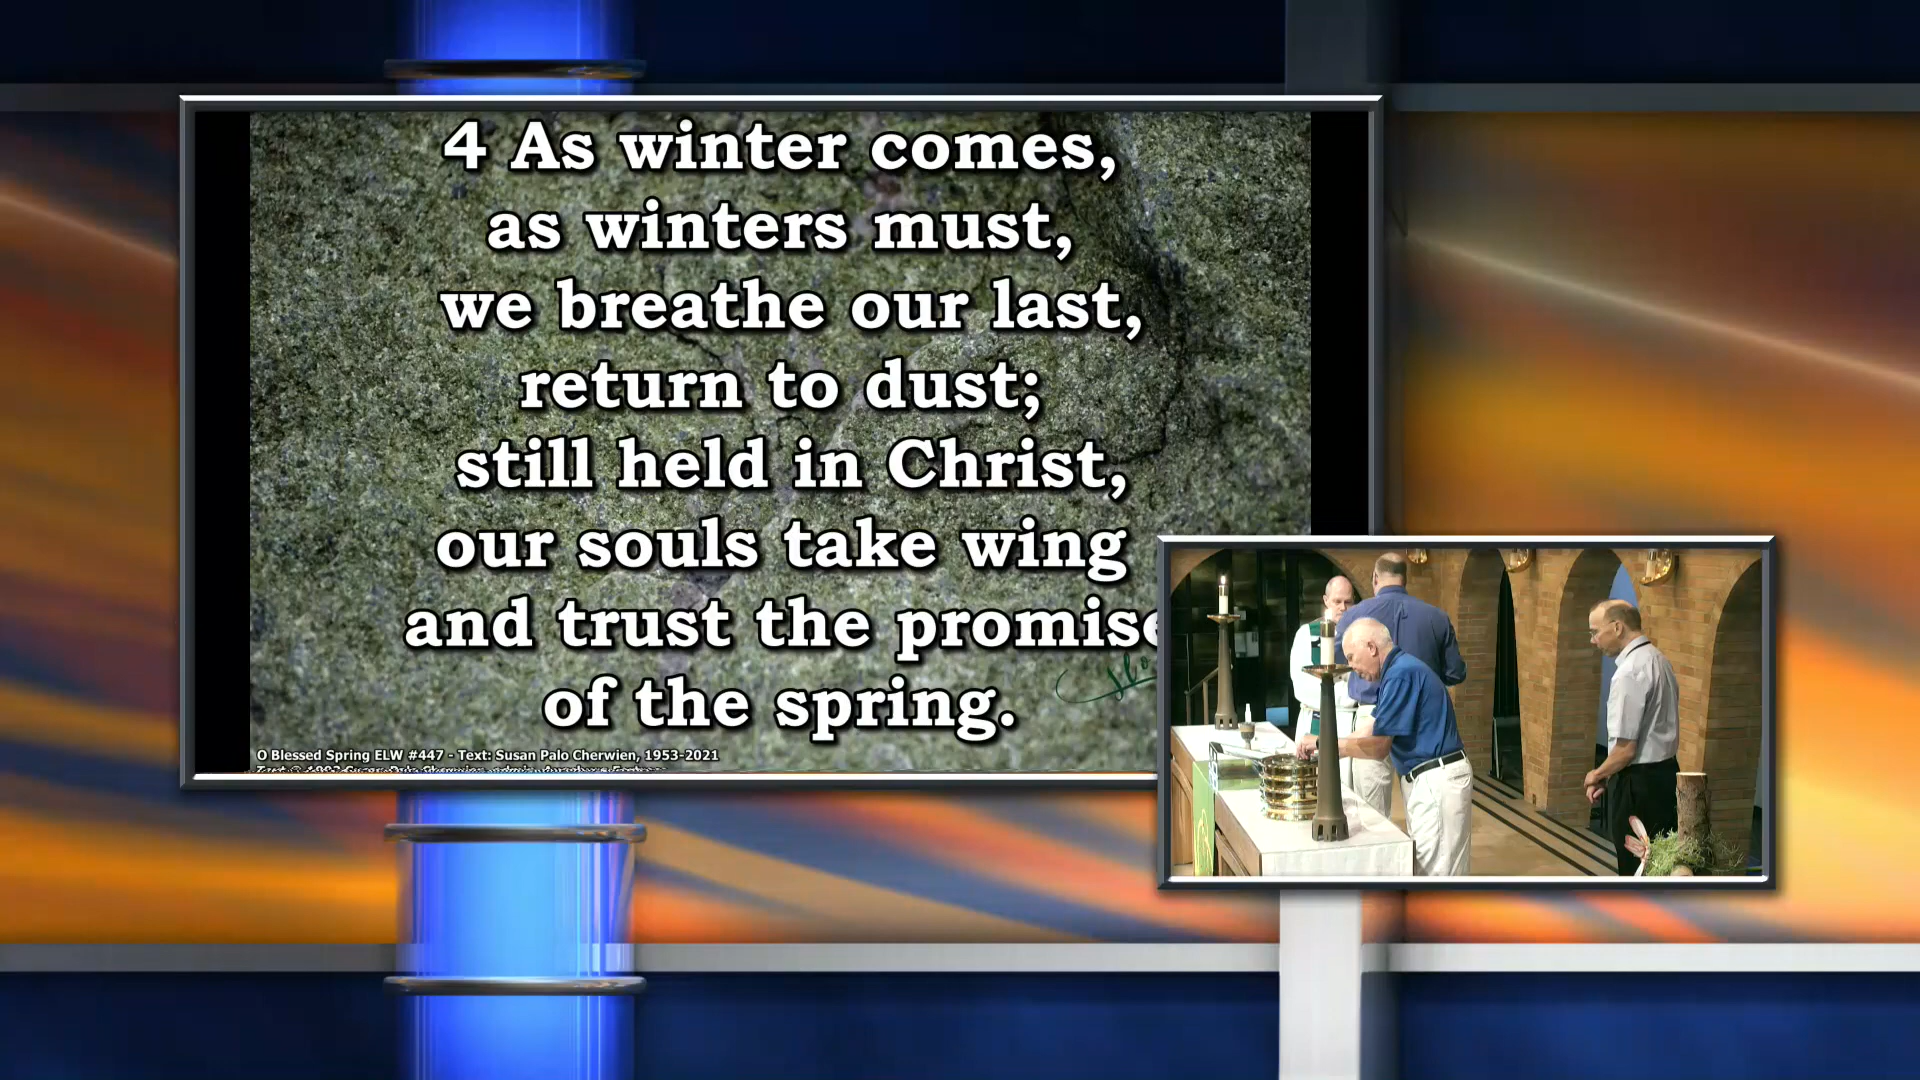 4 As winter comes,
as winters must,
we breathe our last,
return to dust;
still held in Christ,
our souls take wing
and trust the promise
of the spring.
O Blessed Spring ELW #447 - Text: Susan Palo Cherwien, 1953-2021